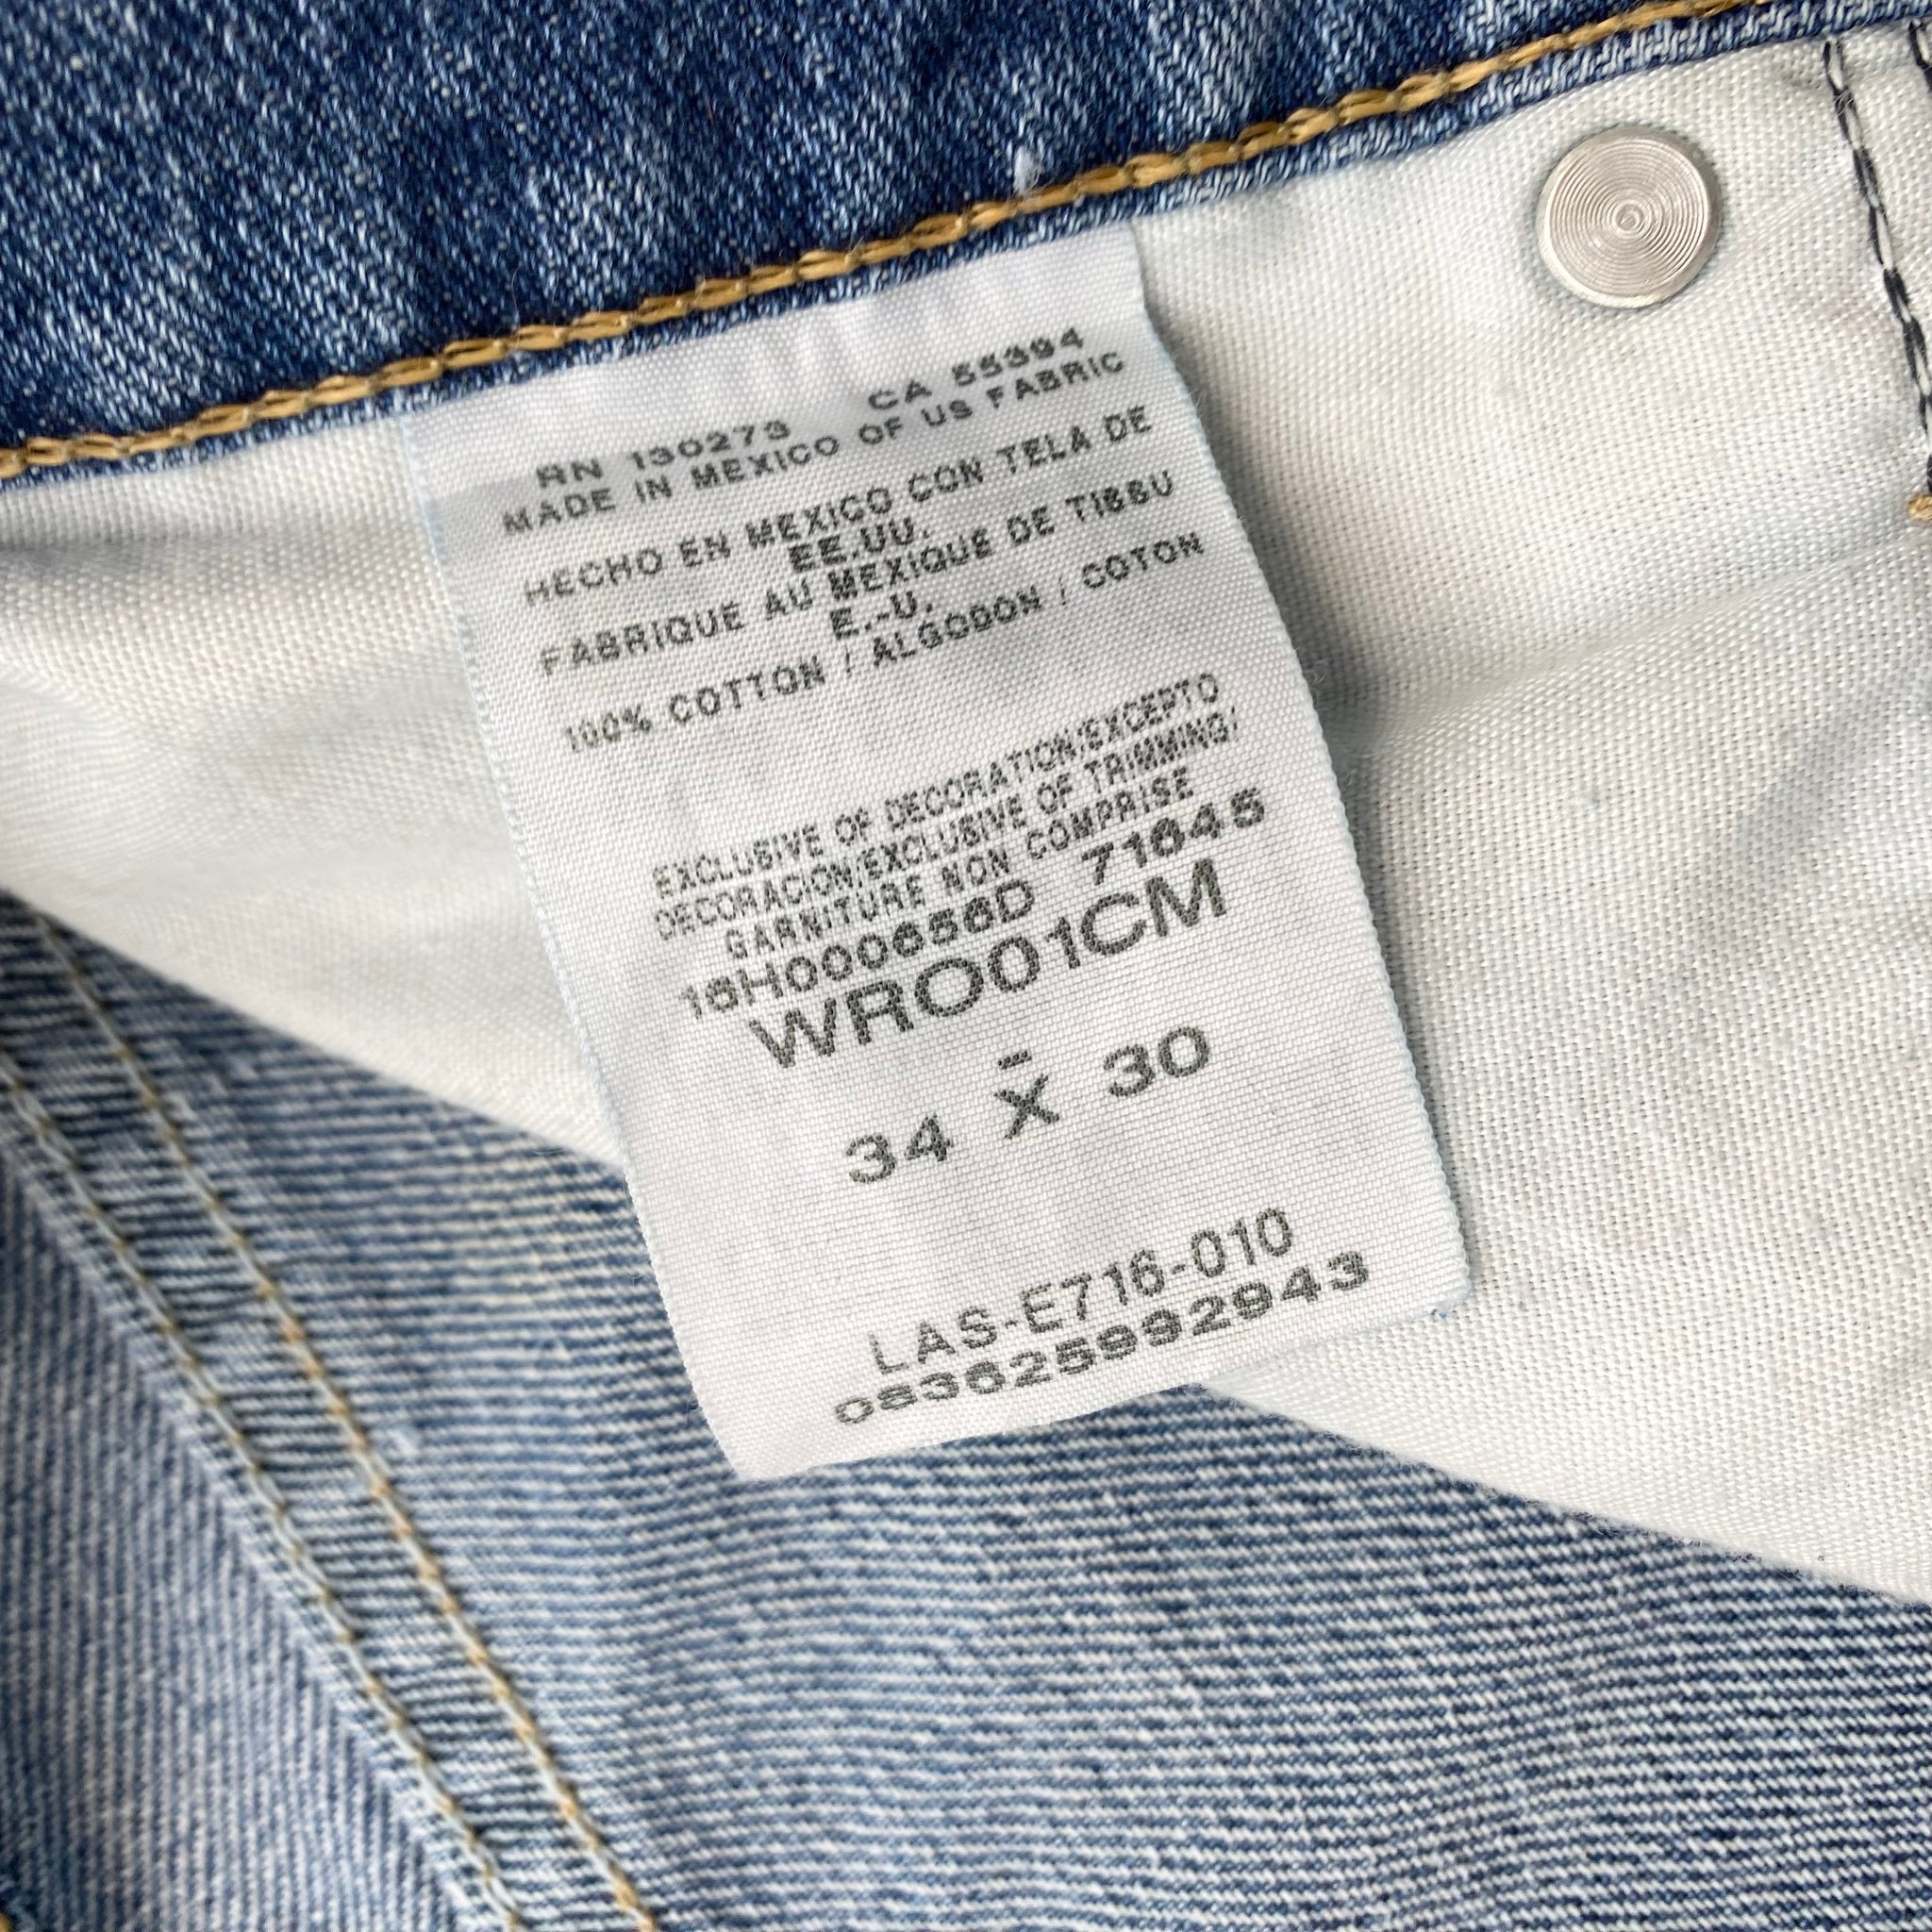 RN 130273 CA 55394
MADE IN MEXICO OF US FABRIC
HECHO EN MEXICO CON TELA DE
EE.UU.
FABRIQUE AU MEXIQUE DE TISSU
E.-U.
100% COTTON / ALGODON / COTON
EXCLUSIVE OF DECORATION/EXCEPTO
DECORACION/EXCLUSIVE OF TRIMMING/
GARNITURE NON COMPRISE
16H000656D 71645
WRO01CM
-
34 X 30
LAS-E716-010
083625992943